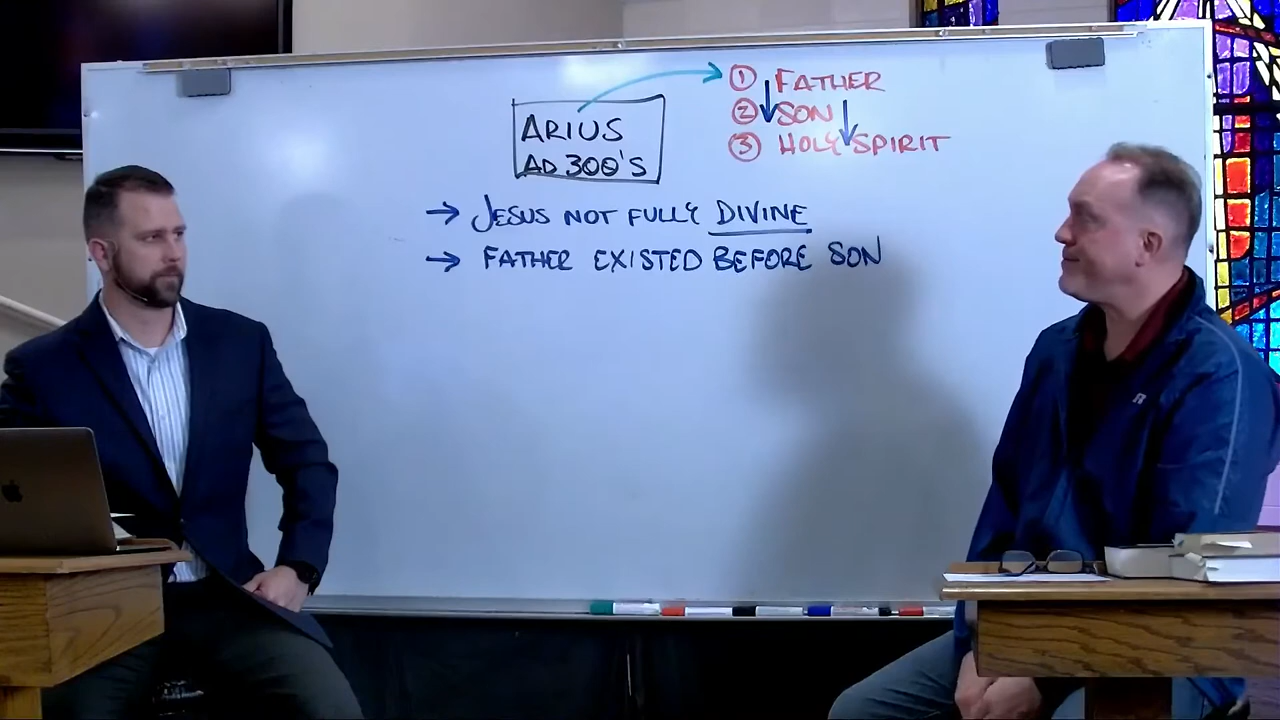 ① FATHER
② SON
③ HOLY SPIRIT
ARIUS
AD 300'S
→ JESUS NOT FULLY DIVINE
→ FATHER EXISTED BEFORE SON
R